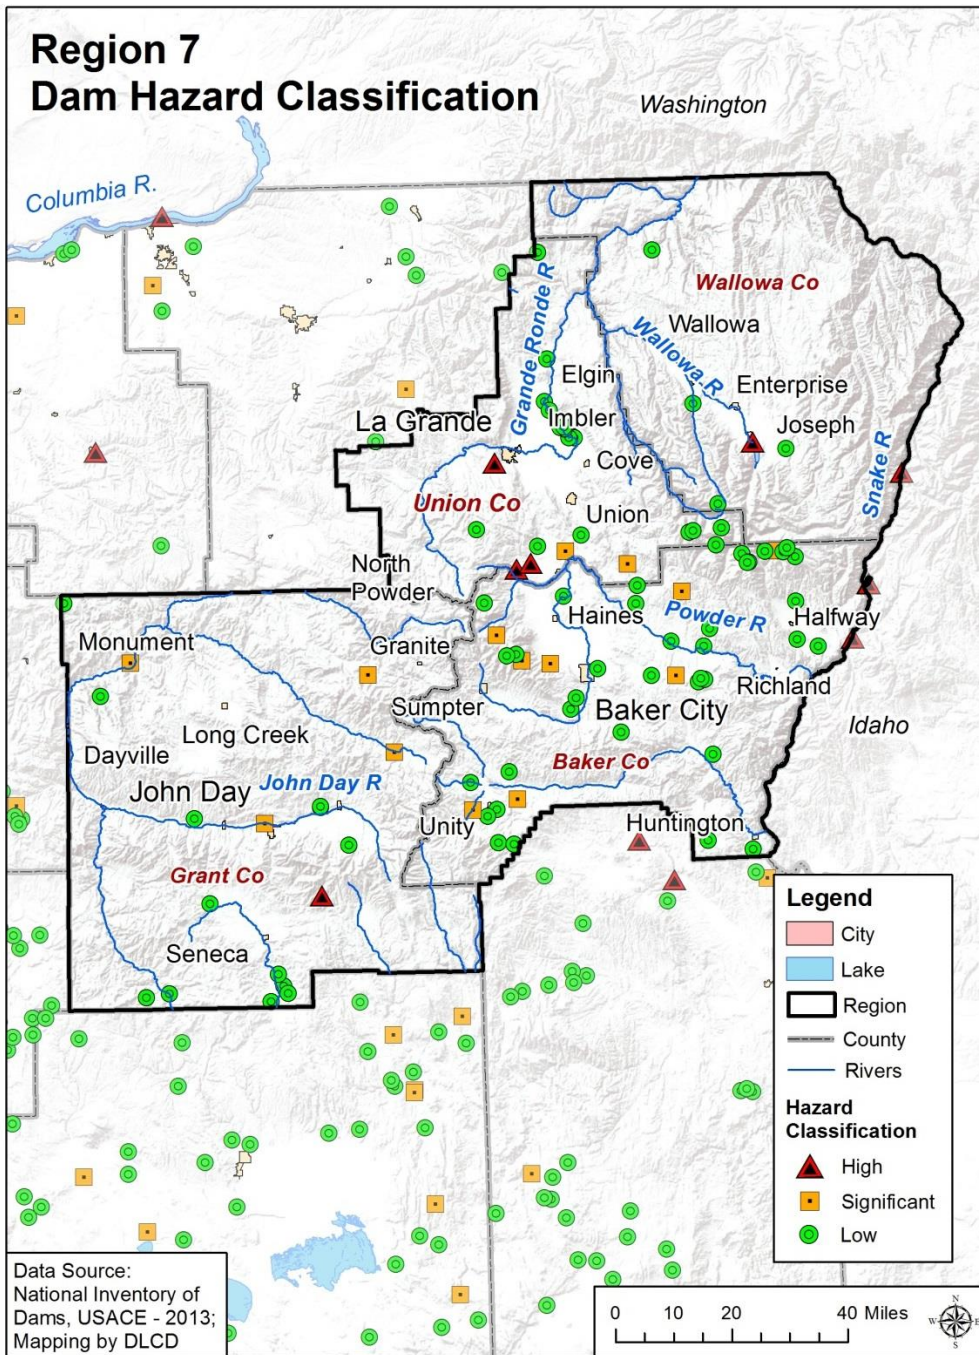 Region 7
Dam Hazard Classification
Washington
Columbia R.
Wallowa Co
Grande Ronde R
Wallowa
Wallowa R
Elgin
Enterprise
La Grande
Imbler
Joseph
Snake R
Cove
Union Co
Union
North
Powder
Haines
Powder R
Halfway
Monument
Granite
Richland
Sumpter
Baker City
Idaho
Long Creek
Dayville
Baker Co
John Day
John Day R
Unity
Huntington
Grant Co
Seneca
Legend
City
Lake
Region
County
Rivers
Hazard
Classification
High
Significant
Low
Data Source:
National Inventory of
Dams, USACE - 2013;
Mapping by DLCD
0 10 20 40 Miles
N
W E
S